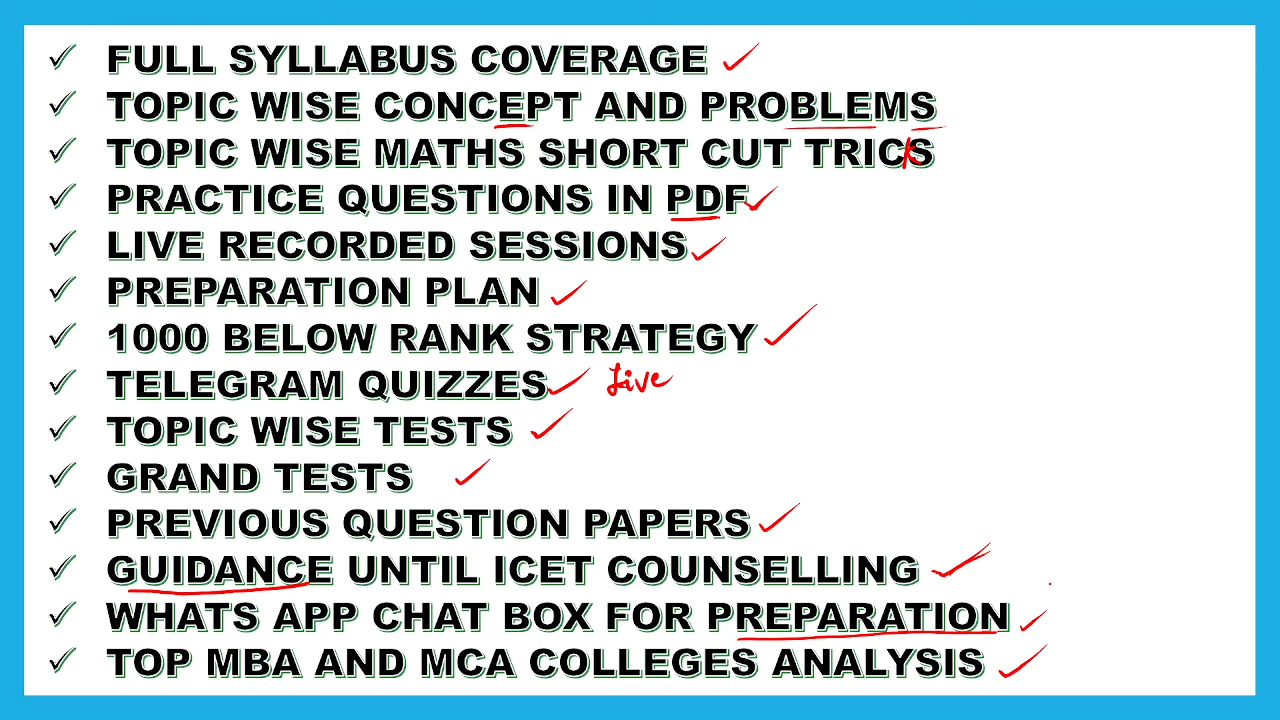 ✓ FULL SYLLABUS COVERAGE ✓
✓ TOPIC WISE CONCEPT AND PROBLEMS
✓ TOPIC WISE MATHS SHORT CUT TRICKS
✓ PRACTICE QUESTIONS IN PDF ✓
✓ LIVE RECORDED SESSIONS ✓
✓ PREPARATION PLAN ✓
✓ 1000 BELOW RANK STRATEGY ✓
✓ TELEGRAM QUIZZES ✓ Live
✓ TOPIC WISE TESTS ✓
✓ GRAND TESTS ✓
✓ PREVIOUS QUESTION PAPERS ✓
✓ GUIDANCE UNTIL ICET COUNSELLING ✓
✓ WHATS APP CHAT BOX FOR PREPARATION ✓
✓ TOP MBA AND MCA COLLEGES ANALYSIS ✓